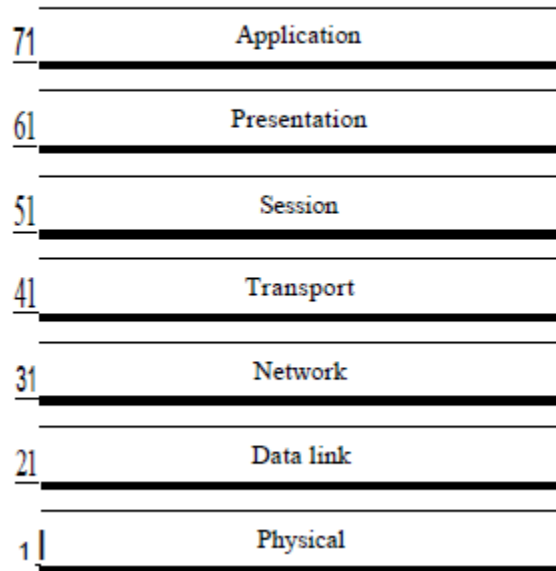 71 Application
61 Presentation
51 Session
41 Transport
31 Network
21 Data link
1 Physical